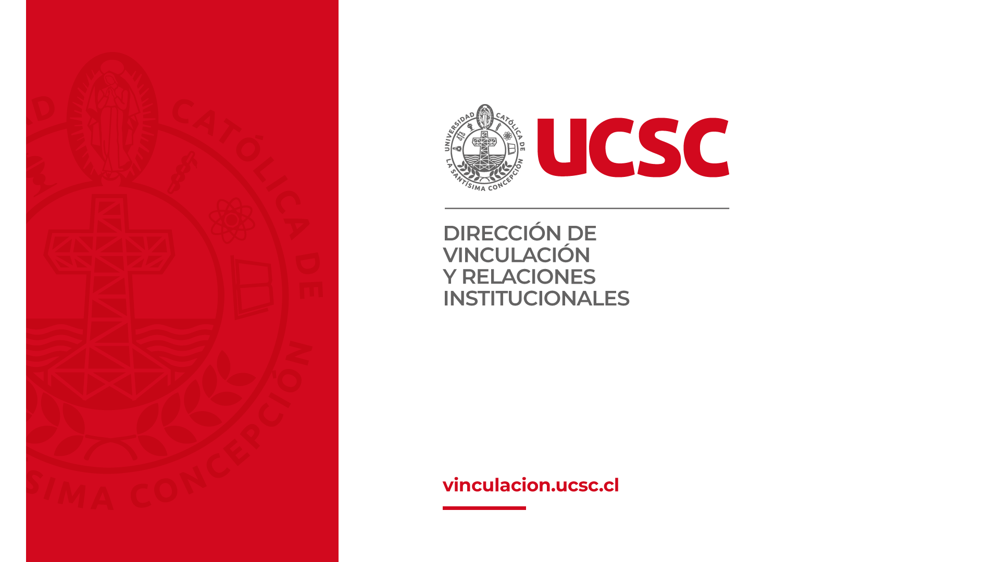 UNIVERSIDAD CATÓLICA DE
LA SANTÍSIMA CONCEPCIÓN
UCSC
DIRECCIÓN DE
VINCULACIÓN
Y RELACIONES
INSTITUCIONALES
vinculacion.ucsc.cl
D CATÓLICA DE
SIMA CONCEPCIÓN